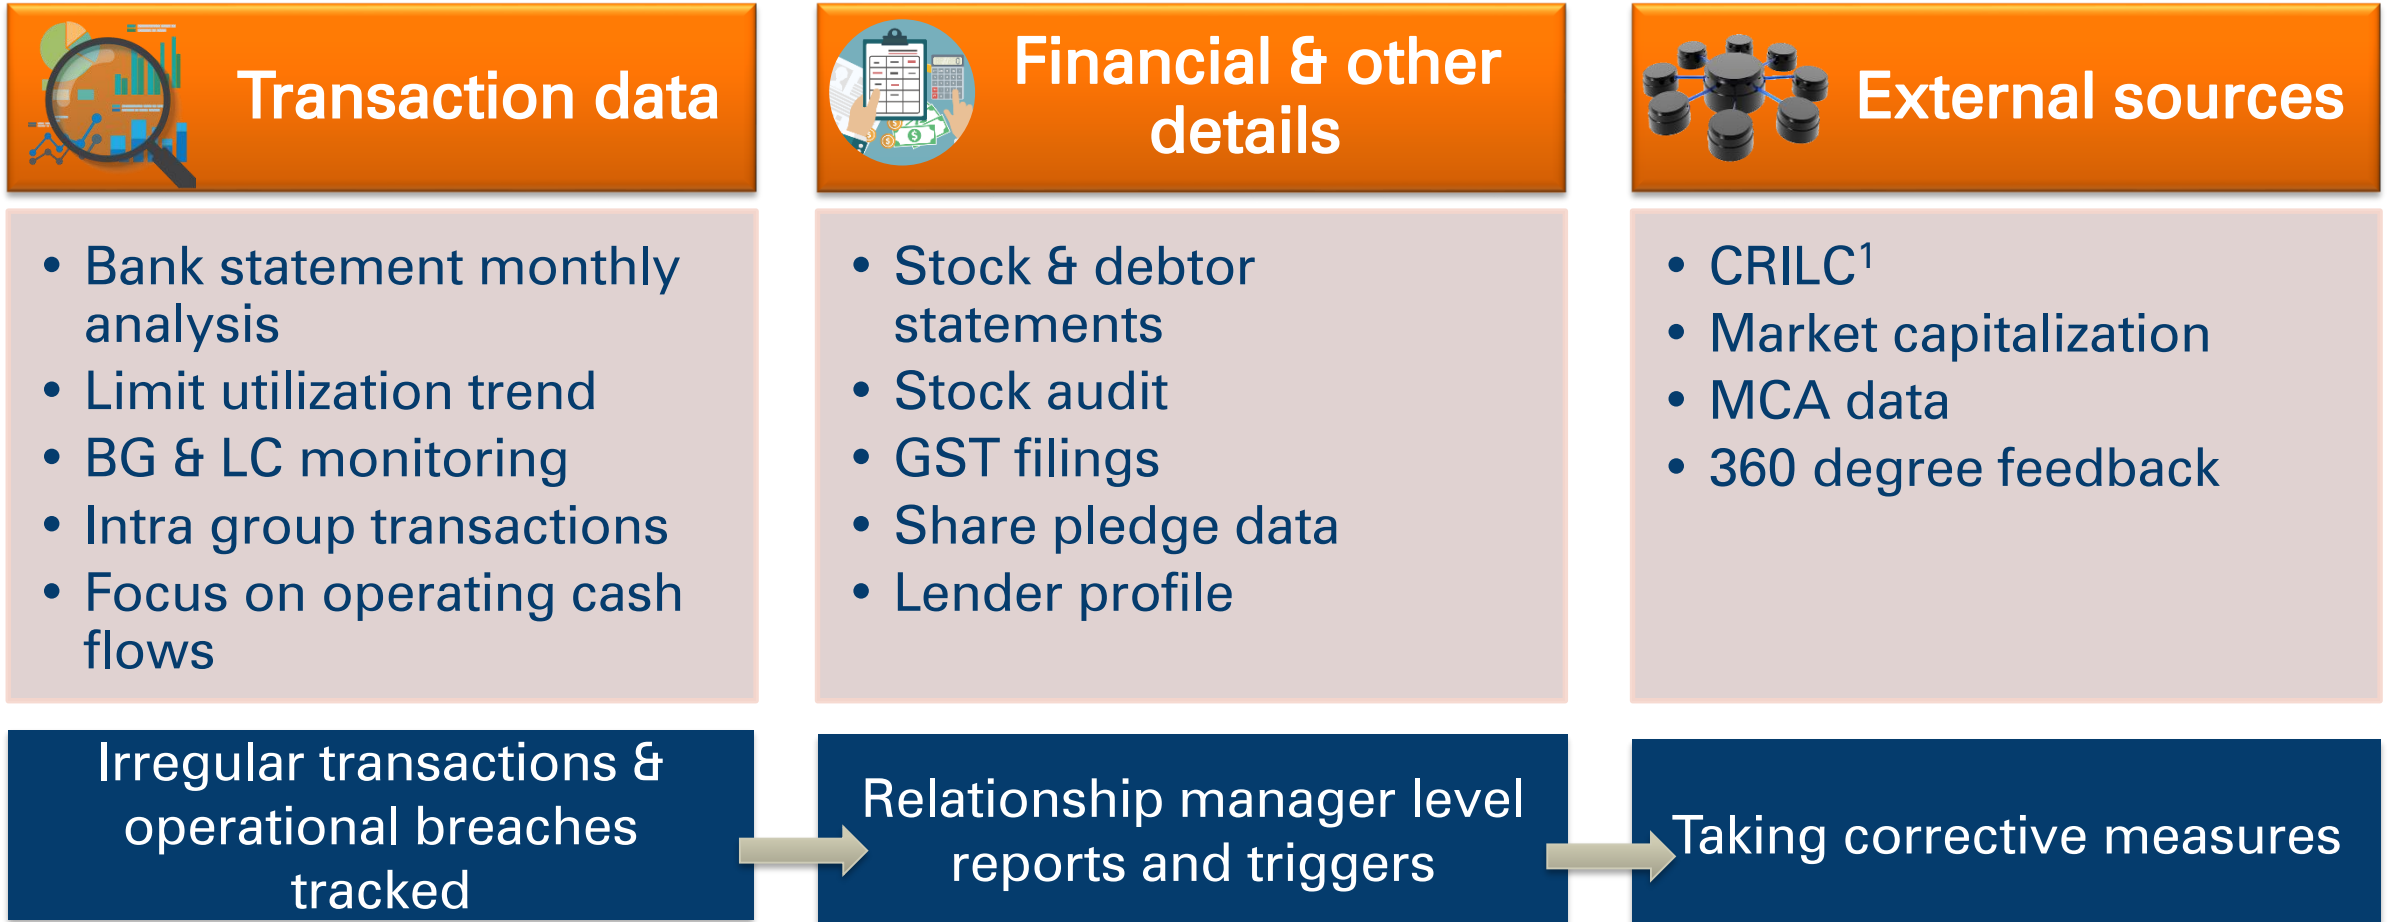 Transaction data
• Bank statement monthly
analysis
• Limit utilization trend
• BG & LC monitoring
• Intra group transactions
• Focus on operating cash
flows
Irregular transactions &
operational breaches
tracked
Financial & other
details
• Stock & debtor
statements
• Stock audit
• GST filings
• Share pledge data
• Lender profile
Relationship manager level
reports and triggers
External sources
• CRILC¹
• Market capitalization
• MCA data
• 360 degree feedback
Taking corrective measures